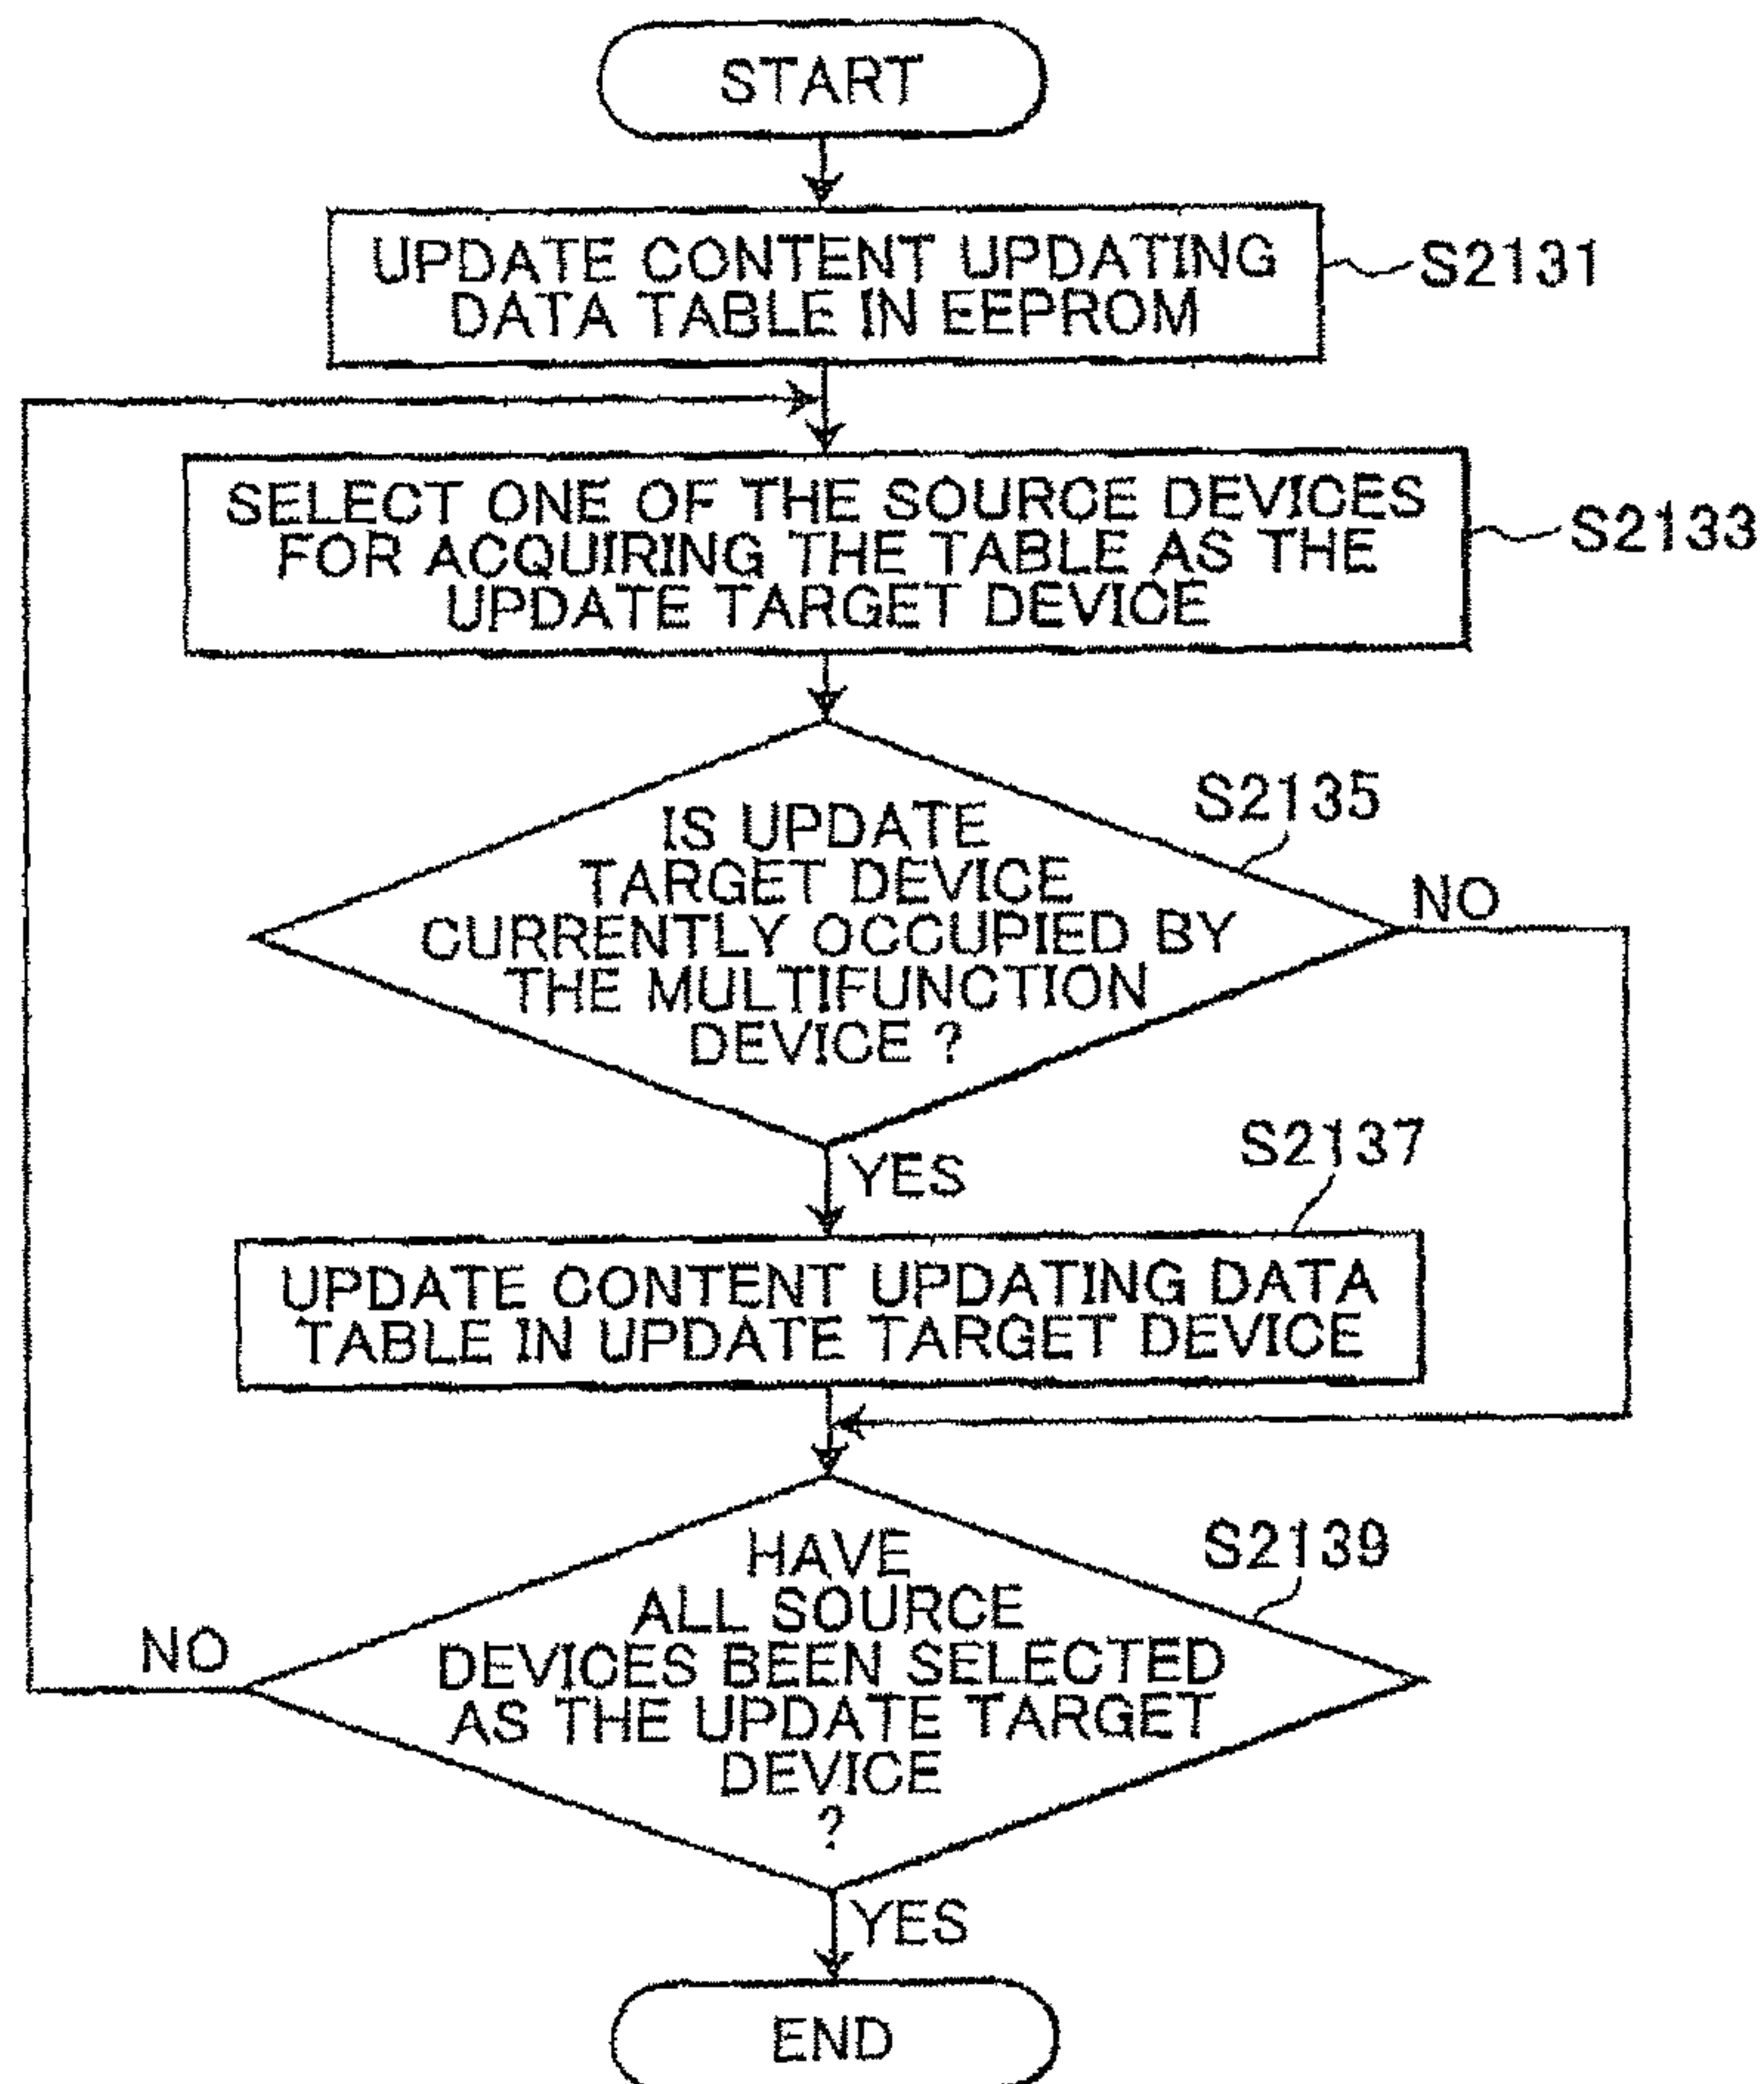 START
UPDATE CONTENT UPDATING
DATA TABLE IN EEPROM
S2131
SELECT ONE OF THE SOURCE DEVICES
FOR ACQUIRING THE TABLE AS THE
UPDATE TARGET DEVICE
S2133
S2135
IS UPDATE
TARGET DEVICE
CURRENTLY OCCUPIED BY
THE MULTIFUNCTION
DEVICE ?
NO
YES
S2137
UPDATE CONTENT UPDATING DATA
TABLE IN UPDATE TARGET DEVICE
S2139
HAVE
ALL SOURCE
DEVICES BEEN SELECTED
AS THE UPDATE TARGET
DEVICE
?
NO
YES
END